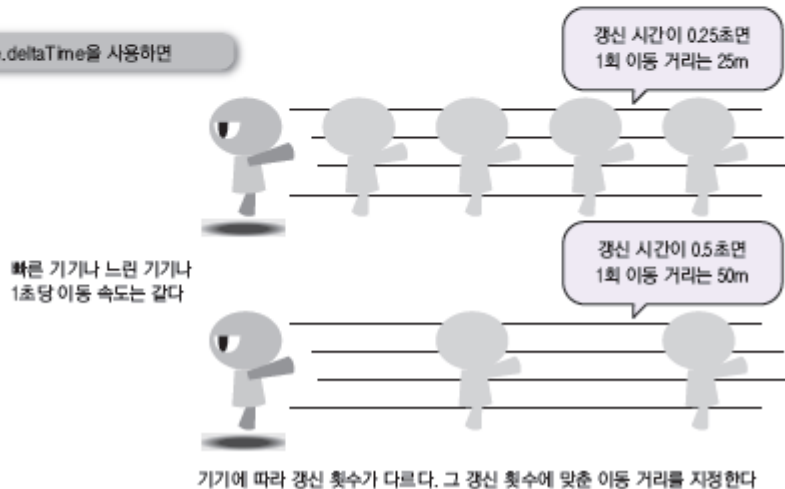 .deltaTime을 사용하면
갱신 시간이 0.25초면
1회 이동 거리는 25m
빠른 기기나 느린 기기나
1초당 이동 속도는 같다
갱신 시간이 0.5초면
1회 이동 거리는 50m
기기에 따라 갱신 횟수가 다르다. 그 갱신 횟수에 맞춘 이동 거리를 지정한다